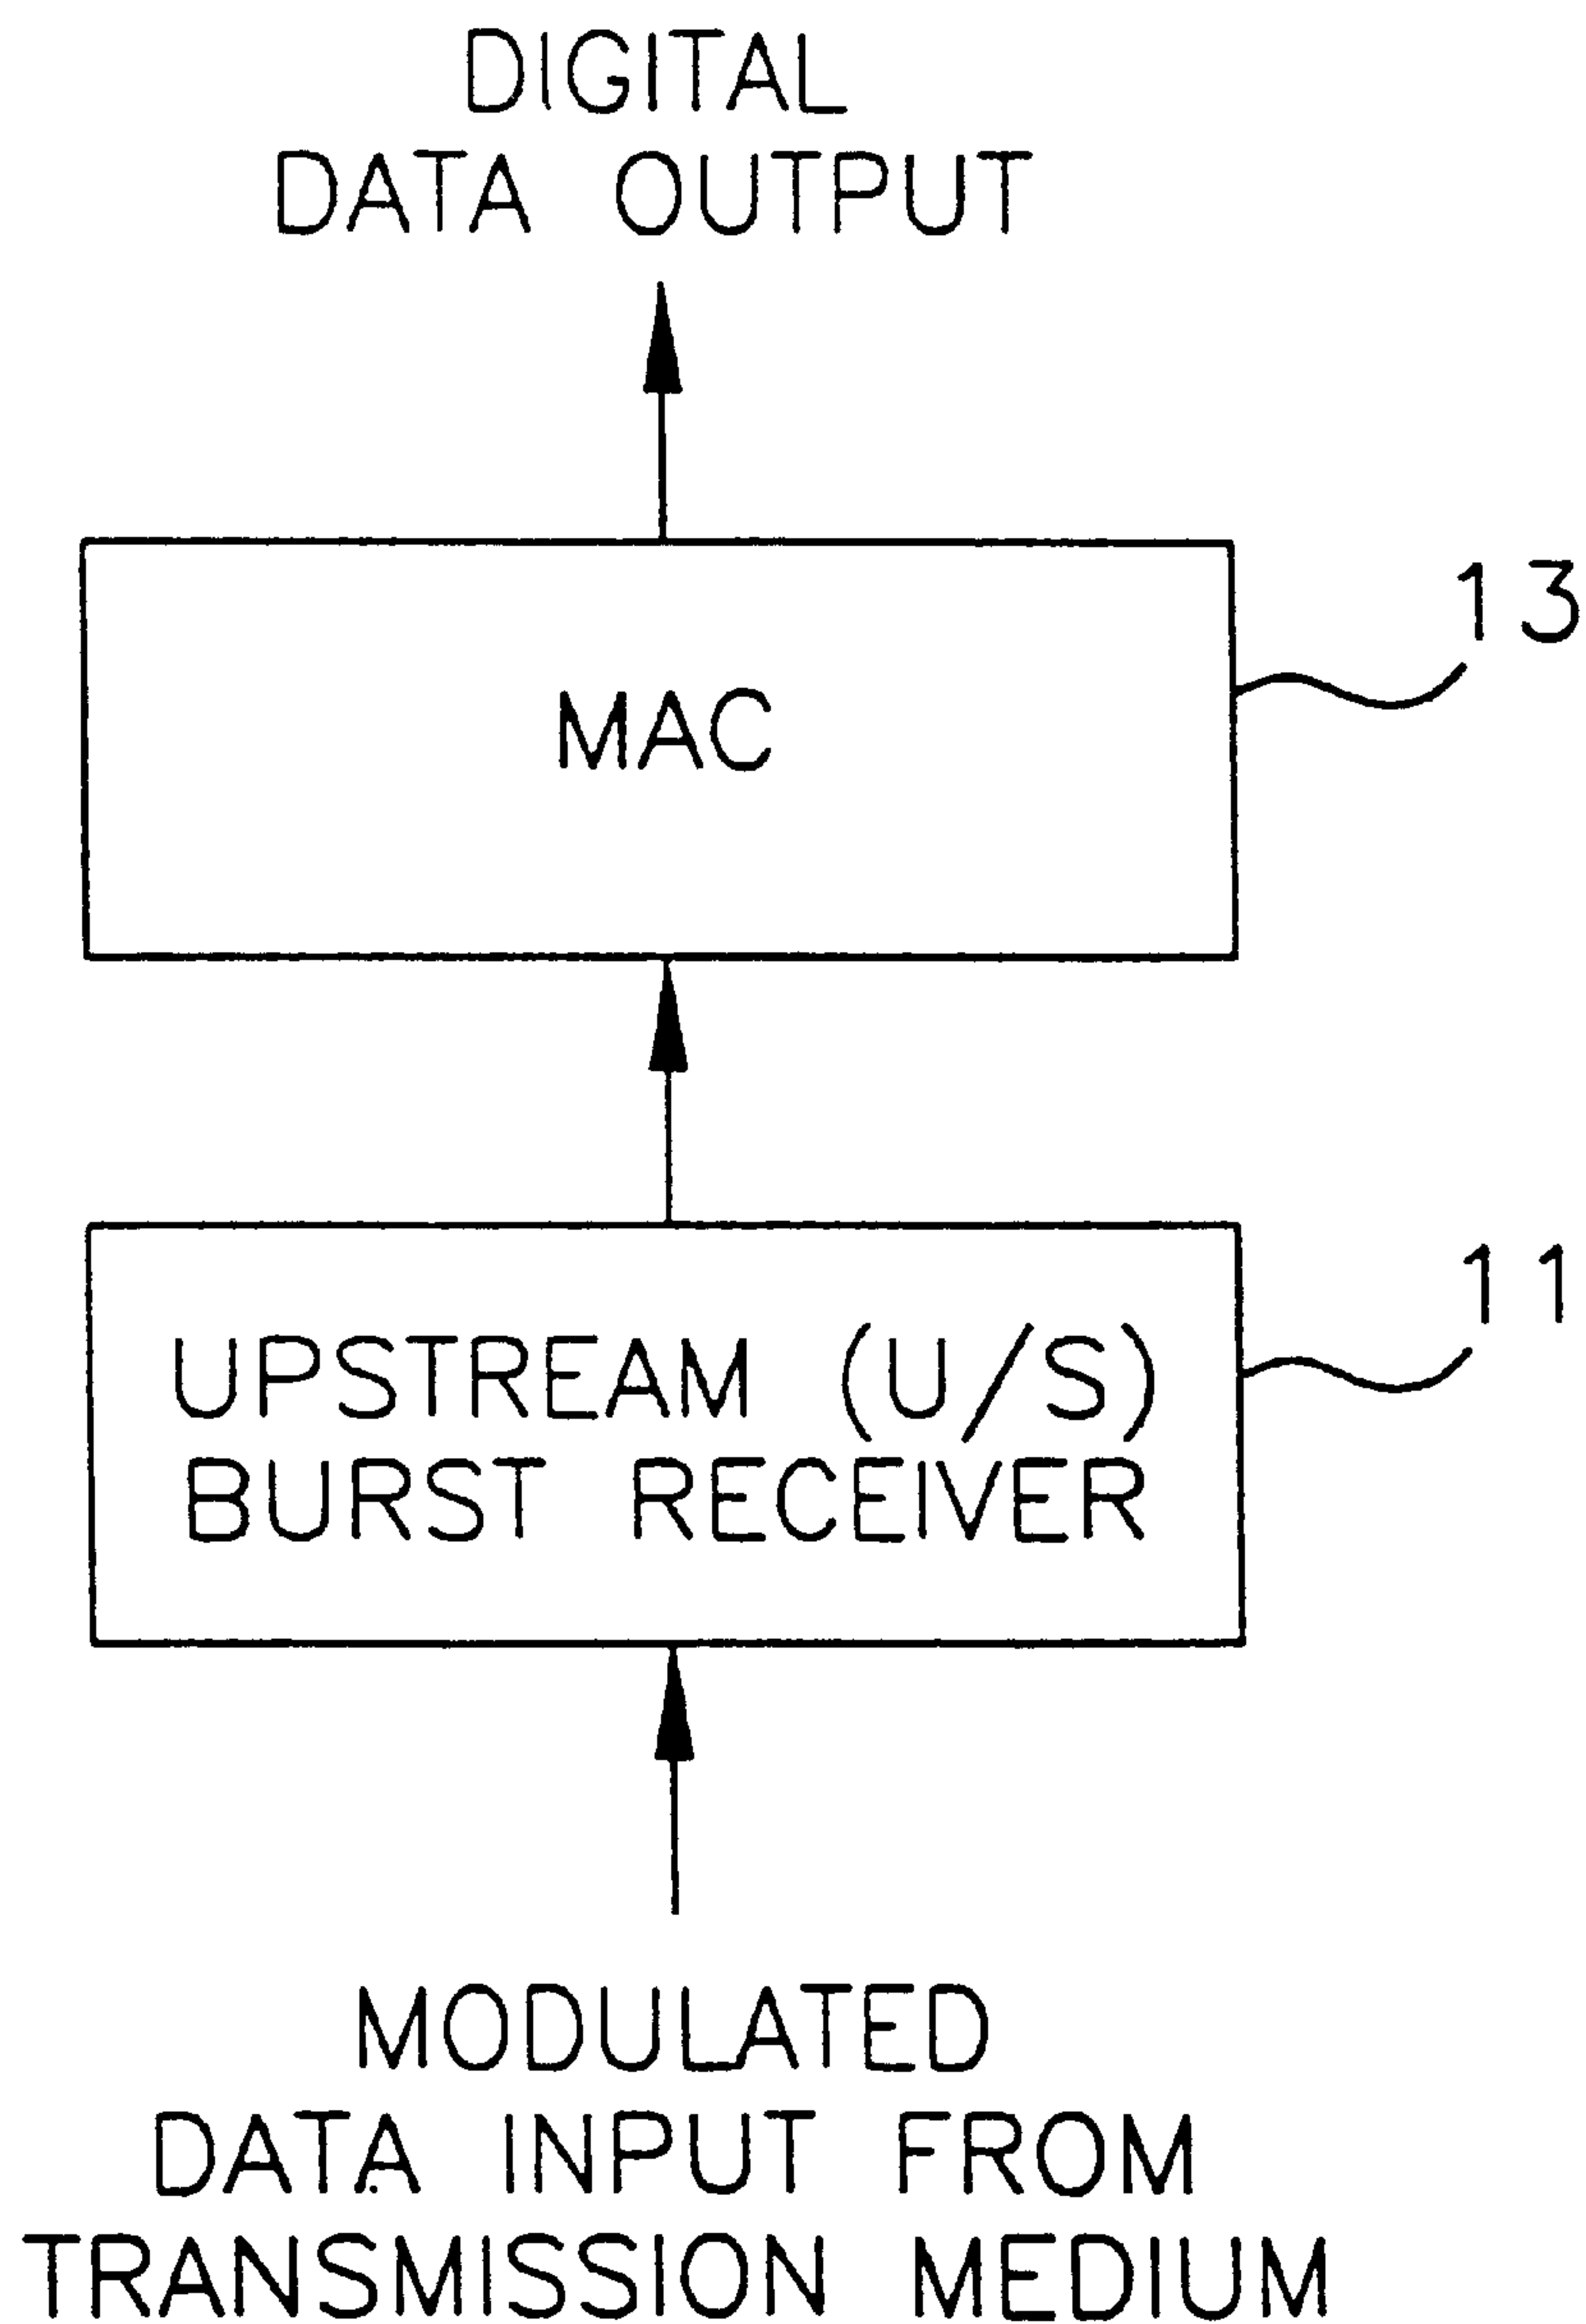 DIGITAL
DATA OUTPUT
13
MAC
11
UPSTREAM (U/S)
BURST RECEIVER
MODULATED
DATA INPUT FROM
TRANSMISSION MEDIUM